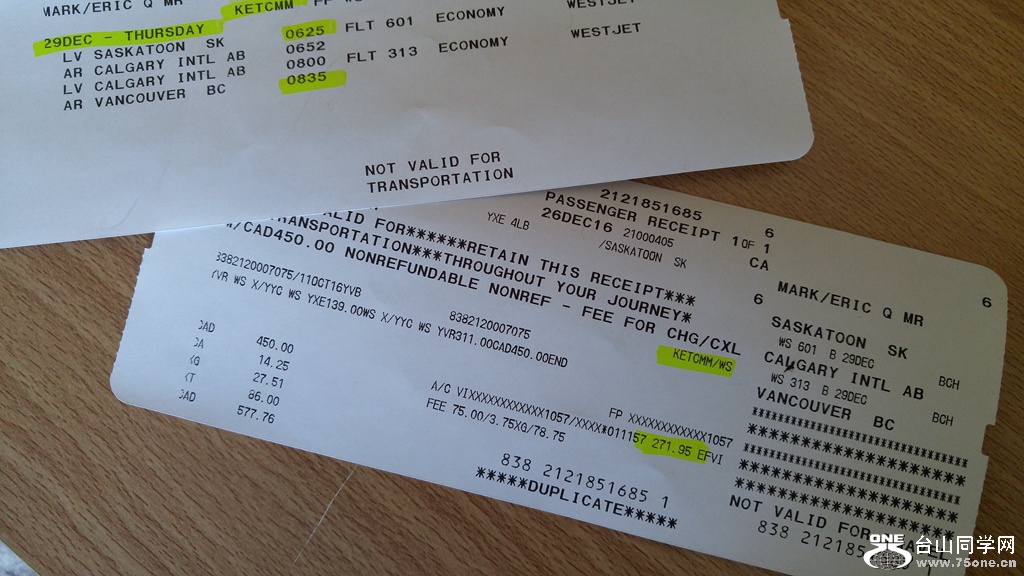 MARK/ERIC Q MR KETCMM
29DEC - THURSDAY
LV SASKATOON SK 0625 FLT 601 ECONOMY WESTJET
AR CALGARY INTL AB 0652
LV CALGARY INTL AB 0800 FLT 313 ECONOMY WESTJET
AR VANCOUVER BC 0835
NOT VALID FOR
TRANSPORTATION
2121851685
PASSENGER RECEIPT 1 OF 1
6
YXE 4LB 26DEC16 21000405 CA
/SASKATOON SK
FOR******RETAIN THIS RECEIPT***
TRANSPORTATION***THROUGHOUT YOUR JOURNEY*
/CAD450.00 NONREFUNDABLE NONREF - FEE FOR CHG/CXL
8382120007075/11OGT16YVB 8382120007075 KETCMM/WS
WS X/YYC WS YXE139.00WS X/YYC WS YVR311.00CAD450.00END
450.00
14.25
27.51
86.00
577.76
FP XXXXXXXXXXXX1057
A/C VIXXXXXXXXXXXX1057/XXXX*011157 271.95 EFVI
FEE 75.00/3.75XG/78.75
838 2121851685 1
*****DUPLICATE*****
MARK/ERIC Q MR 6
6
SASKATOON SK
WS 601 B 29DEC BCH
CALGARY INTL AB
WS 313 B 29DEC BCH
VANCOUVER BC
NOT VALID FOR
838
ONE 台山同学网
www.75one.cn